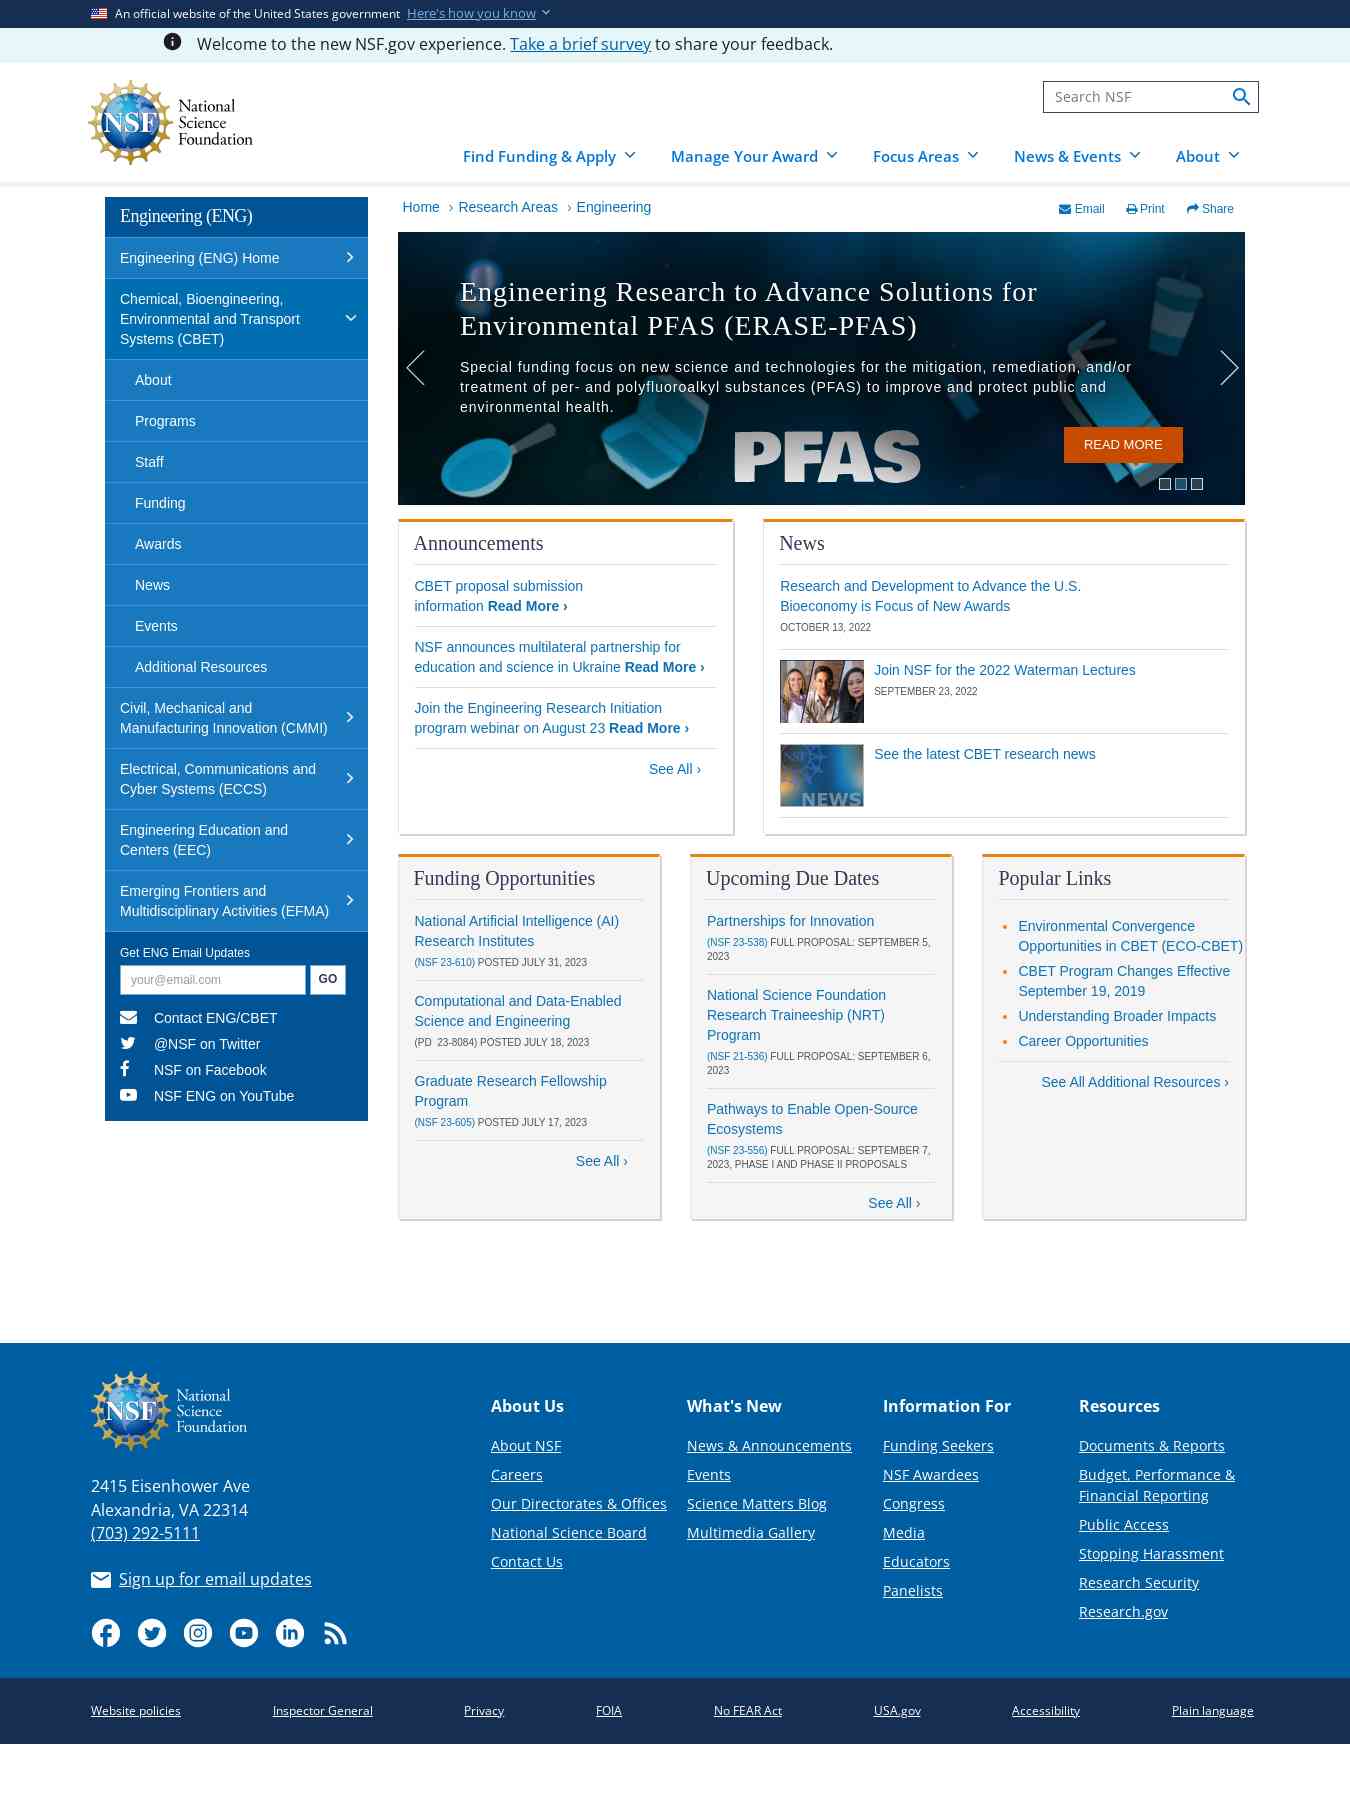 An official website of the United States government Here's how you know
Welcome to the new NSF.gov experience. Take a brief survey to share your feedback.
NSF
National
Science
Foundation
Search NSF
Find Funding & Apply
Manage Your Award
Focus Areas
News & Events
About
Engineering (ENG)
Engineering (ENG) Home
Chemical, Bioengineering,
Environmental and Transport
Systems (CBET)
About
Programs
Staff
Funding
Awards
News
Events
Additional Resources
Civil, Mechanical and
Manufacturing Innovation (CMMI)
Electrical, Communications and
Cyber Systems (ECCS)
Engineering Education and
Centers (EEC)
Emerging Frontiers and
Multidisciplinary Activities (EFMA)
Get ENG Email Updates
your@email.com GO
Contact ENG/CBET
@NSF on Twitter
NSF on Facebook
NSF ENG on YouTube
Home › Research Areas › Engineering
Email Print Share
Engineering Research to Advance Solutions for
Environmental PFAS (ERASE-PFAS)
Special funding focus on new science and technologies for the mitigation, remediation, and/or
treatment of per- and polyfluoroalkyl substances (PFAS) to improve and protect public and
environmental health.
PFAS
READ MORE
Announcements
CBET proposal submission
information Read More ›
NSF announces multilateral partnership for
education and science in Ukraine Read More ›
Join the Engineering Research Initiation
program webinar on August 23 Read More ›
See All ›
News
Research and Development to Advance the U.S.
Bioeconomy is Focus of New Awards
OCTOBER 13, 2022
Join NSF for the 2022 Waterman Lectures
SEPTEMBER 23, 2022
NSF
NEWS
See the latest CBET research news
Funding Opportunities
National Artificial Intelligence (AI)
Research Institutes
(NSF 23-610) POSTED JULY 31, 2023
Computational and Data-Enabled
Science and Engineering
(PD 23-8084) POSTED JULY 18, 2023
Graduate Research Fellowship
Program
(NSF 23-605) POSTED JULY 17, 2023
See All ›
Upcoming Due Dates
Partnerships for Innovation
(NSF 23-538) FULL PROPOSAL: SEPTEMBER 5,
2023
National Science Foundation
Research Traineeship (NRT)
Program
(NSF 21-536) FULL PROPOSAL: SEPTEMBER 6,
2023
Pathways to Enable Open-Source
Ecosystems
(NSF 23-556) FULL PROPOSAL: SEPTEMBER 7,
2023, PHASE I AND PHASE II PROPOSALS
See All ›
Popular Links
Environmental Convergence
Opportunities in CBET (ECO-CBET)
CBET Program Changes Effective
September 19, 2019
Understanding Broader Impacts
Career Opportunities
See All Additional Resources ›
NSF
National
Science
Foundation
2415 Eisenhower Ave
Alexandria, VA 22314
(703) 292-5111
Sign up for email updates
About Us
About NSF
Careers
Our Directorates & Offices
National Science Board
Contact Us
What's New
News & Announcements
Events
Science Matters Blog
Multimedia Gallery
Information For
Funding Seekers
NSF Awardees
Congress
Media
Educators
Panelists
Resources
Documents & Reports
Budget, Performance &
Financial Reporting
Public Access
Stopping Harassment
Research Security
Research.gov
Website policies
Inspector General
Privacy
FOIA
No FEAR Act
USA.gov
Accessibility
Plain language